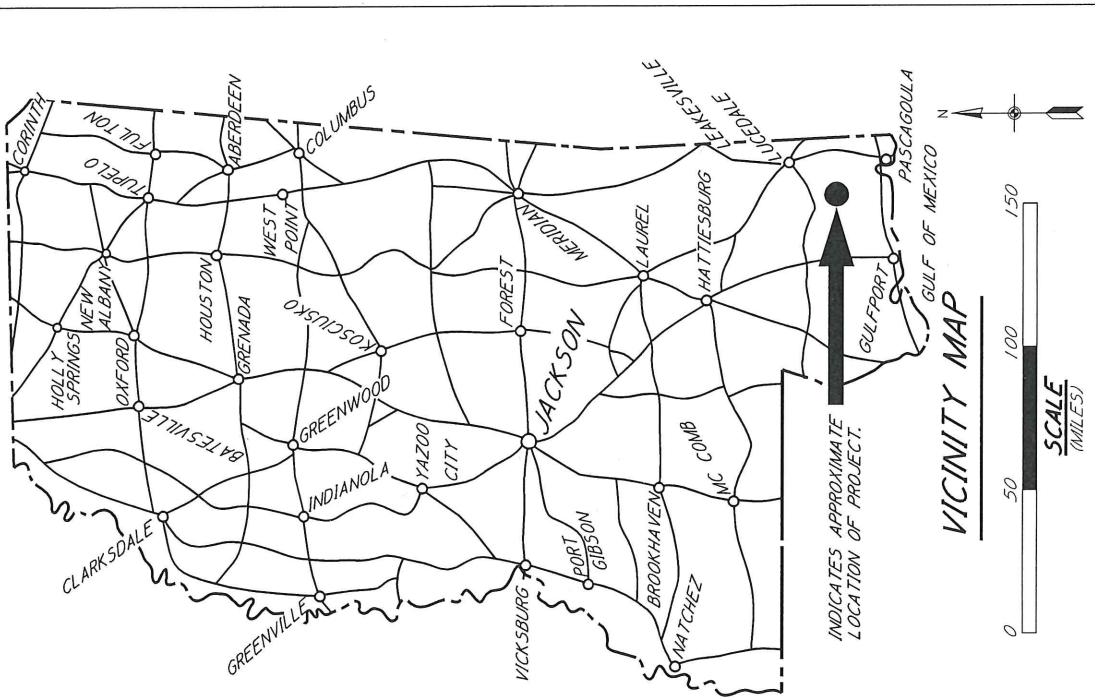 CORINTH
FULTON
TUPELO
ABERDEEN
COLUMBUS
HOLLY
SPRINGS
NEW
ALBANY
OXFORD
HOUSTON
WEST
POINT
BATESVILLE
GRENADA
KOSCIUSKO
CLARKSDALE
GREENWOOD
INDIANOLA
GREENVILLE
YAZOO
CITY
FOREST
MERIDIAN
JACKSON
VICKSBURG
PORT
GIBSON
LAUREL
LEAKESVILLE
BROOKHAVEN
HATTIESBURG
LUCEDALE
NATCHEZ
MC COMB
INDICATES APPROXIMATE
LOCATION OF PROJECT.
GULFPORT
PASCAGOULA
GULF OF MEXICO
N
VICINITY MAP
0 50 100 150
SCALE
(MILES)